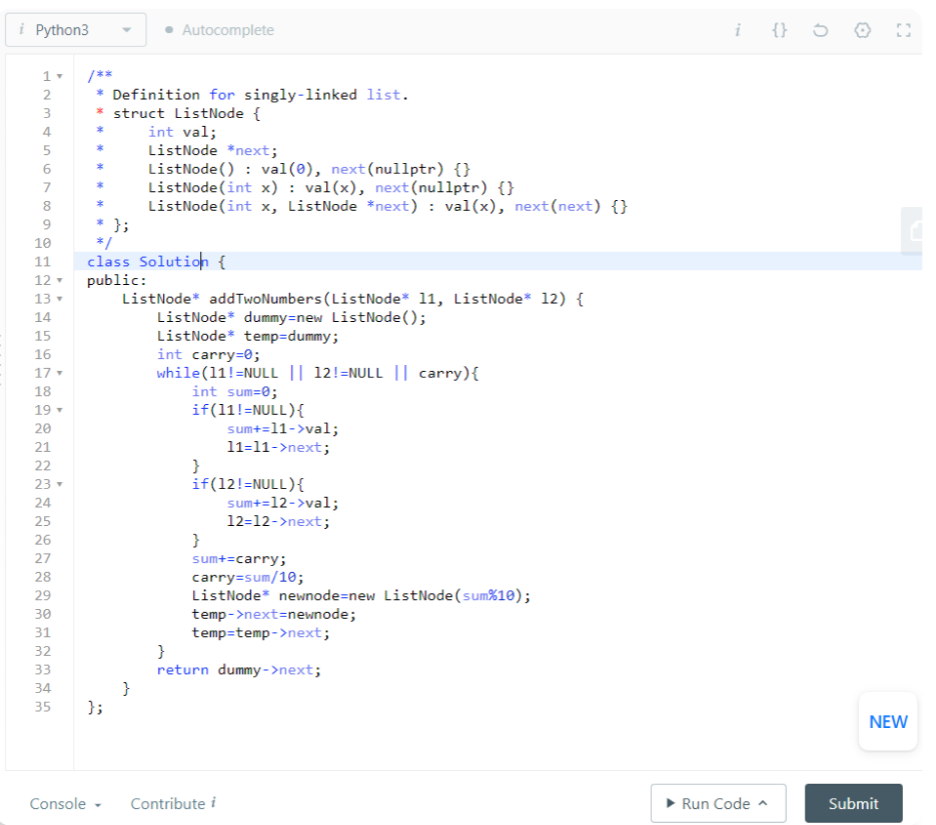 i Python3 Autocomplete i {}
1 /**
2 * Definition for singly-linked list.
3 * struct ListNode {
4 *     int val;
5 *     ListNode *next;
6 *     ListNode() : val(0), next(nullptr) {}
7 *     ListNode(int x) : val(x), next(nullptr) {}
8 *     ListNode(int x, ListNode *next) : val(x), next(next) {}
9 * };
10 */
11 class Solution {
12 public:
13     ListNode* addTwoNumbers(ListNode* l1, ListNode* l2) {
14         ListNode* dummy=new ListNode();
15         ListNode* temp=dummy;
16         int carry=0;
17         while(l1!=NULL || l2!=NULL || carry){
18             int sum=0;
19             if(l1!=NULL){
20                 sum+=l1->val;
21                 l1=l1->next;
22             }
23             if(l2!=NULL){
24                 sum+=l2->val;
25                 l2=l2->next;
26             }
27             sum+=carry;
28             carry=sum/10;
29             ListNode* newnode=new ListNode(sum%10);
30             temp->next=newnode;
31             temp=temp->next;
32         }
33         return dummy->next;
34     }
35 };
NEW
Console Contribute i Run Code Submit